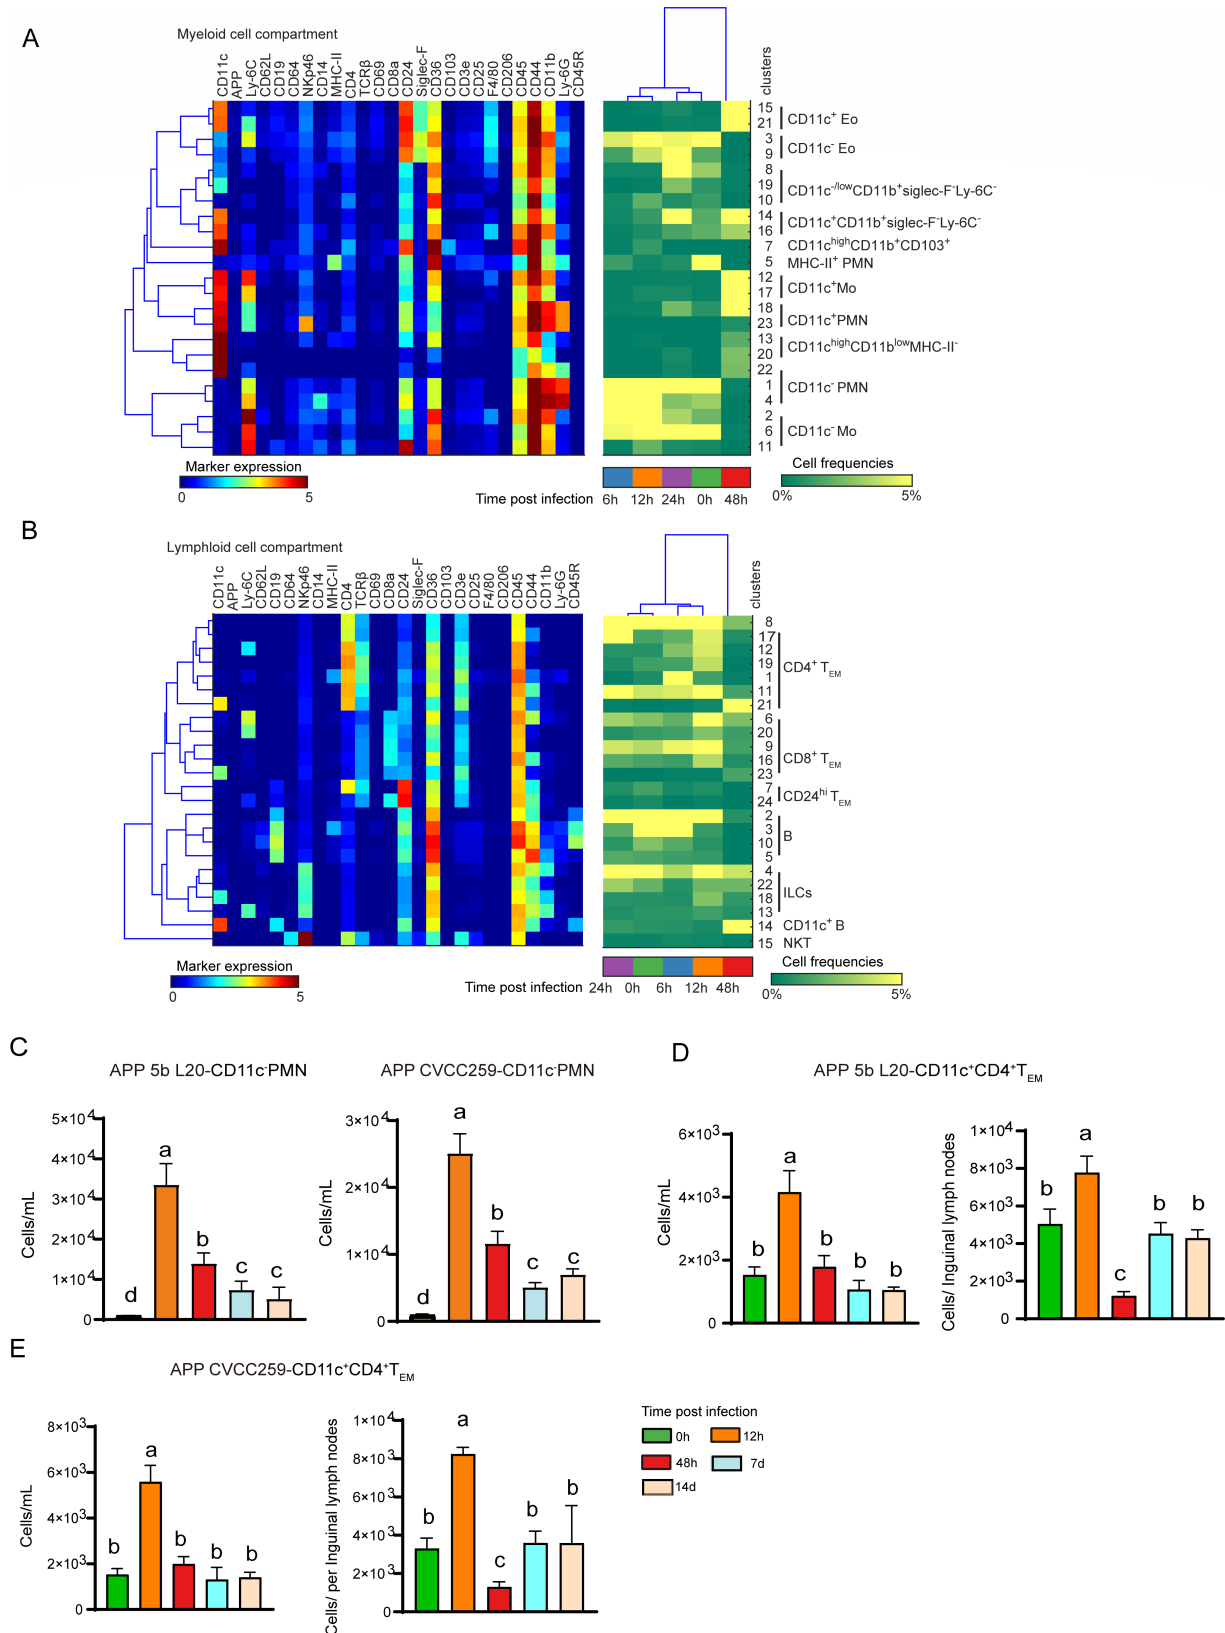 A
Myeloid cell compartment
CD11c
APP
Ly-6C
CD62L
CD19
CD64
NKp46
CD14
MHC-II
CD4
TCRβ
CD69
CD8a
CD24
Siglec-F
CD36
CD103
CD3e
CD25
F4/80
CD206
CD45
CD44
CD11b
Ly-6G
CD45R
clusters
15
21
3
9
8
19
10
14
16
7
5
12
17
18
23
13
20
22
1
4
2
6
11
CD11c⁺ Eo
CD11c⁻ Eo
CD11c⁻/ˡᵒʷCD11b⁺siglec-F⁻Ly-6C⁻
CD11c⁺CD11b⁺siglec-F⁻Ly-6C⁻
CD11cʰⁱᵍʰCD11b⁺CD103⁺
MHC-II⁺ PMN
CD11c⁺Mo
CD11c⁺PMN
CD11cʰⁱᵍʰCD11bˡᵒʷMHC-II⁻
CD11c⁻ PMN
CD11c⁻ Mo
Marker expression
0 5
Time post infection
6h 12h 24h 0h 48h
Cell frequencies
0% 5%
B
Lymphloid cell compartment
CD11c
APP
Ly-6C
CD62L
CD19
CD64
NKp46
CD14
MHC-II
CD4
TCRβ
CD69
CD8a
CD24
Siglec-F
CD36
CD103
CD3e
CD25
F4/80
CD206
CD45
CD44
CD11b
Ly-6G
CD45R
clusters
8
17
12
19
1
11
21
6
20
9
16
23
7
24
2
3
10
5
4
22
18
13
14
15
CD4⁺ T_EM
CD8⁺ T_EM
CD24ʰⁱ T_EM
B
ILCs
CD11c⁺ B
NKT
Marker expression
0 5
Time post infection
24h 0h 6h 12h 48h
Cell frequencies
0% 5%
C
APP 5b L20-CD11c⁻PMN
Cells/mL
5×10⁴
4×10⁴
3×10⁴
2×10⁴
1×10⁴
0
d a b c c
APP CVCC259-CD11c⁻PMN
Cells/mL
3×10⁴
2×10⁴
1×10⁴
0
d a b c c
D
APP 5b L20-CD11c⁺CD4⁺T_EM
Cells/mL
6×10³
4×10³
2×10³
0
b a b b b
Cells/ Inguinal lymph nodes
1×10⁴
8×10³
6×10³
4×10³
2×10³
0
b a c b b
E
APP CVCC259-CD11c⁺CD4⁺T_EM
Cells/mL
8×10³
6×10³
4×10³
2×10³
0
b a b b b
Cells/ per Inguinal lymph nodes
1×10⁴
8×10³
6×10³
4×10³
2×10³
0
b a c b b
Time post infection
0h 12h
48h 7d
14d